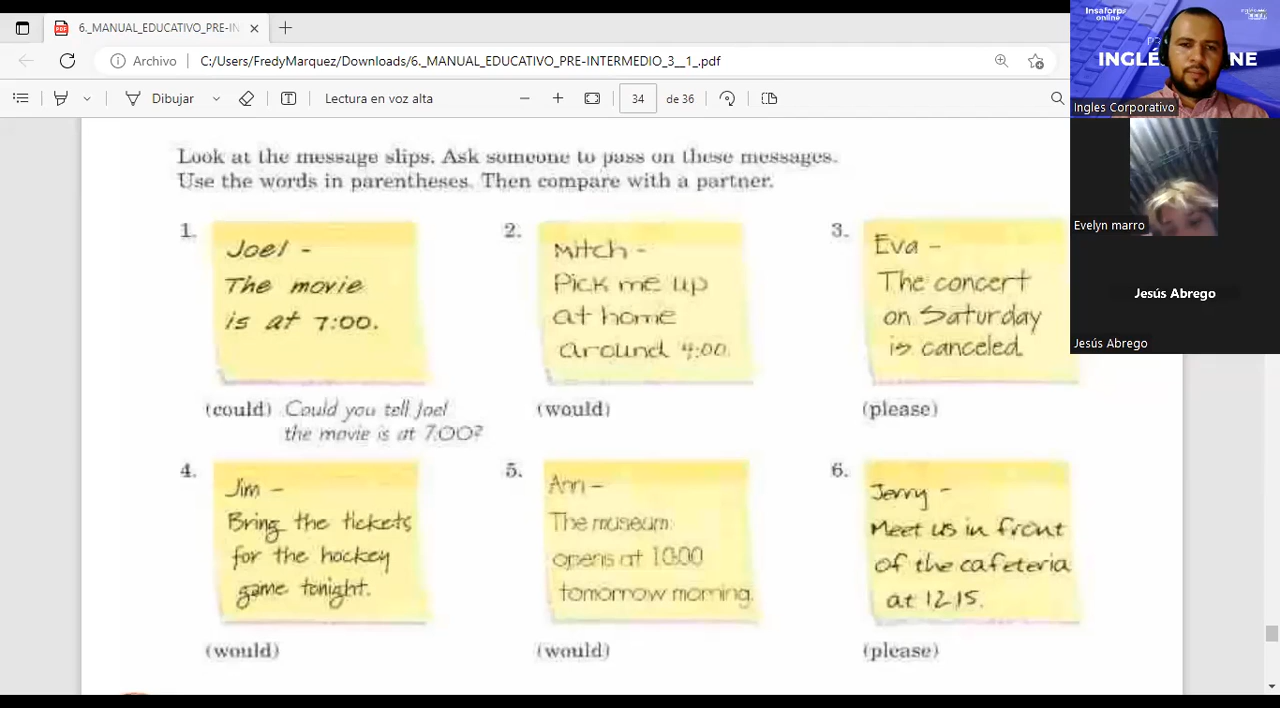 6._MANUAL_EDUCATIVO_PRE-IN
Archivo
C:/Users/FredyMarquez/Downloads/6._MANUAL_EDUCATIVO_PRE-INTERMEDIO_3__1_.pdf
Dibujar
Lectura en voz alta
34
de 36
Insaforp
online
INGLÉS
NE
Ingles Corporativo
Evelyn marro
Jesús Abrego
Jesús Abrego
Look at the message slips. Ask someone to pass on these messages.
Use the words in parentheses. Then compare with a partner.
1.
Joel -
The movie
is at 7:00.
(could) Could you tell Joel
the movie is at 7:00?
2.
Mitch -
Pick me up
at home
around 4:00.
(would)
3.
Eva -
The concert
on Saturday
is canceled.
(please)
4.
Jim -
Bring the tickets
for the hockey
game tonight.
(would)
5.
Ann -
The museum
opens at 10:00
tomorrow morning.
(would)
6.
Jerry -
Meet us in front
of the cafeteria
at 12:15.
(please)